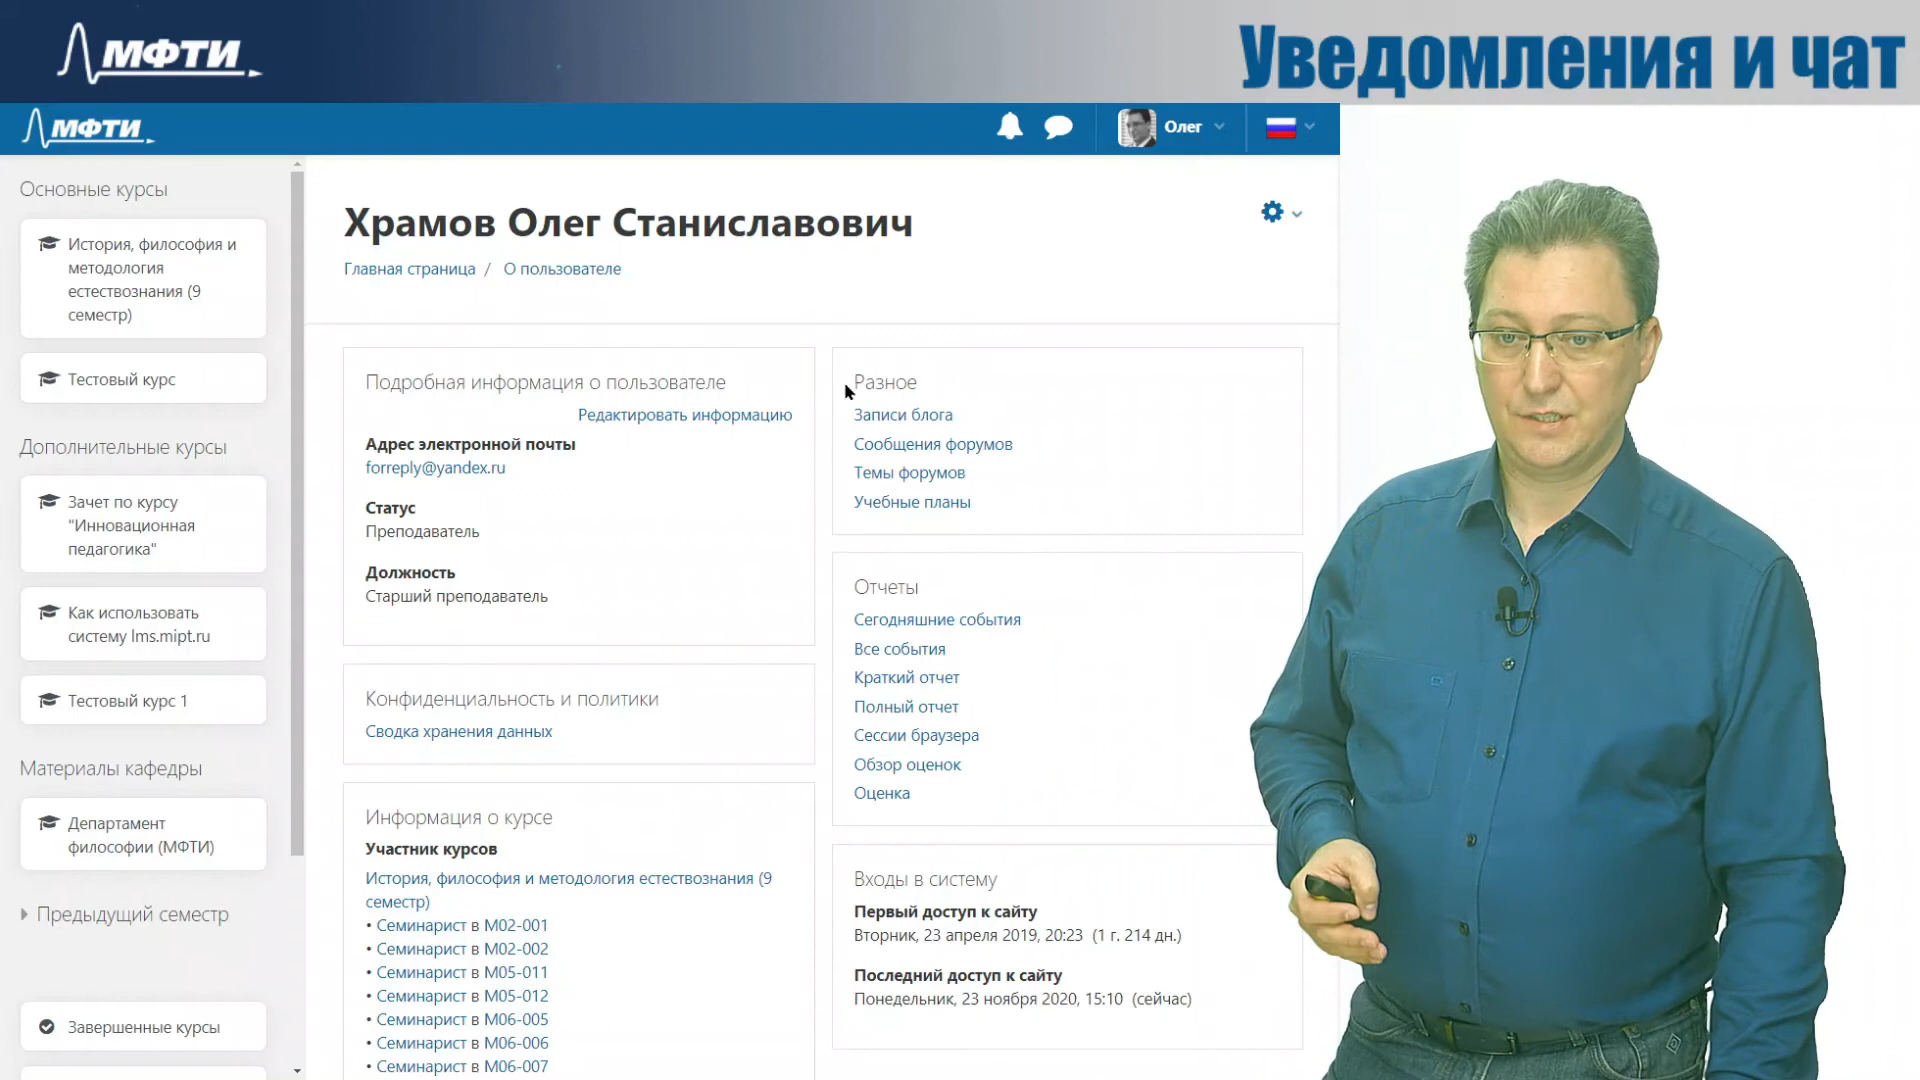 МФТИ
Уведомления и чат
МФТИ
Олег
Основные курсы
История, философия и
методология
естествознания (9
семестр)
Тестовый курс
Дополнительные курсы
Зачет по курсу
"Инновационная
педагогика"
Как использовать
систему lms.mipt.ru
Тестовый курс 1
Материалы кафедры
Департамент
философии (МФТИ)
Предыдущий семестр
Завершенные курсы
Храмов Олег Станиславович
Главная страница / О пользователе
Подробная информация о пользователе
Редактировать информацию
Адрес электронной почты
forreply@yandex.ru
Статус
Преподаватель
Должность
Старший преподаватель
Конфиденциальность и политики
Сводка хранения данных
Информация о курсе
Участник курсов
История, философия и методология естествознания (9
семестр)
• Семинарист в М02-001
• Семинарист в М02-002
• Семинарист в М05-011
• Семинарист в М05-012
• Семинарист в М06-005
• Семинарист в М06-006
• Семинарист в М06-007
Разное
Записи блога
Сообщения форумов
Темы форумов
Учебные планы
Отчеты
Сегодняшние события
Все события
Краткий отчет
Полный отчет
Сессии браузера
Обзор оценок
Оценка
Входы в систему
Первый доступ к сайту
Вторник, 23 апреля 2019, 20:23 (1 г. 214 дн.)
Последний доступ к сайту
Понедельник, 23 ноября 2020, 15:10 (сейчас)